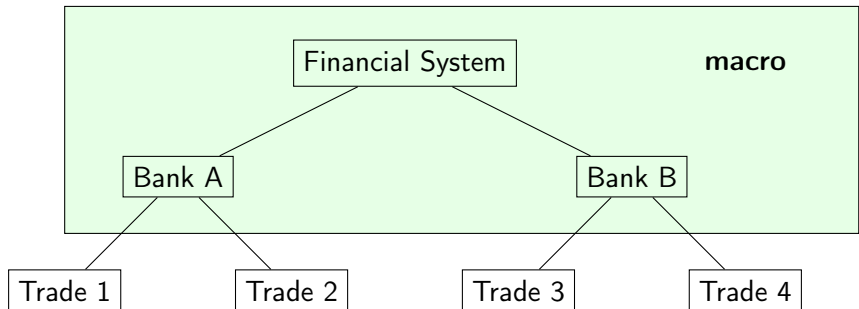 Financial System
macro
Bank A
Bank B
Trade 1
Trade 2
Trade 3
Trade 4